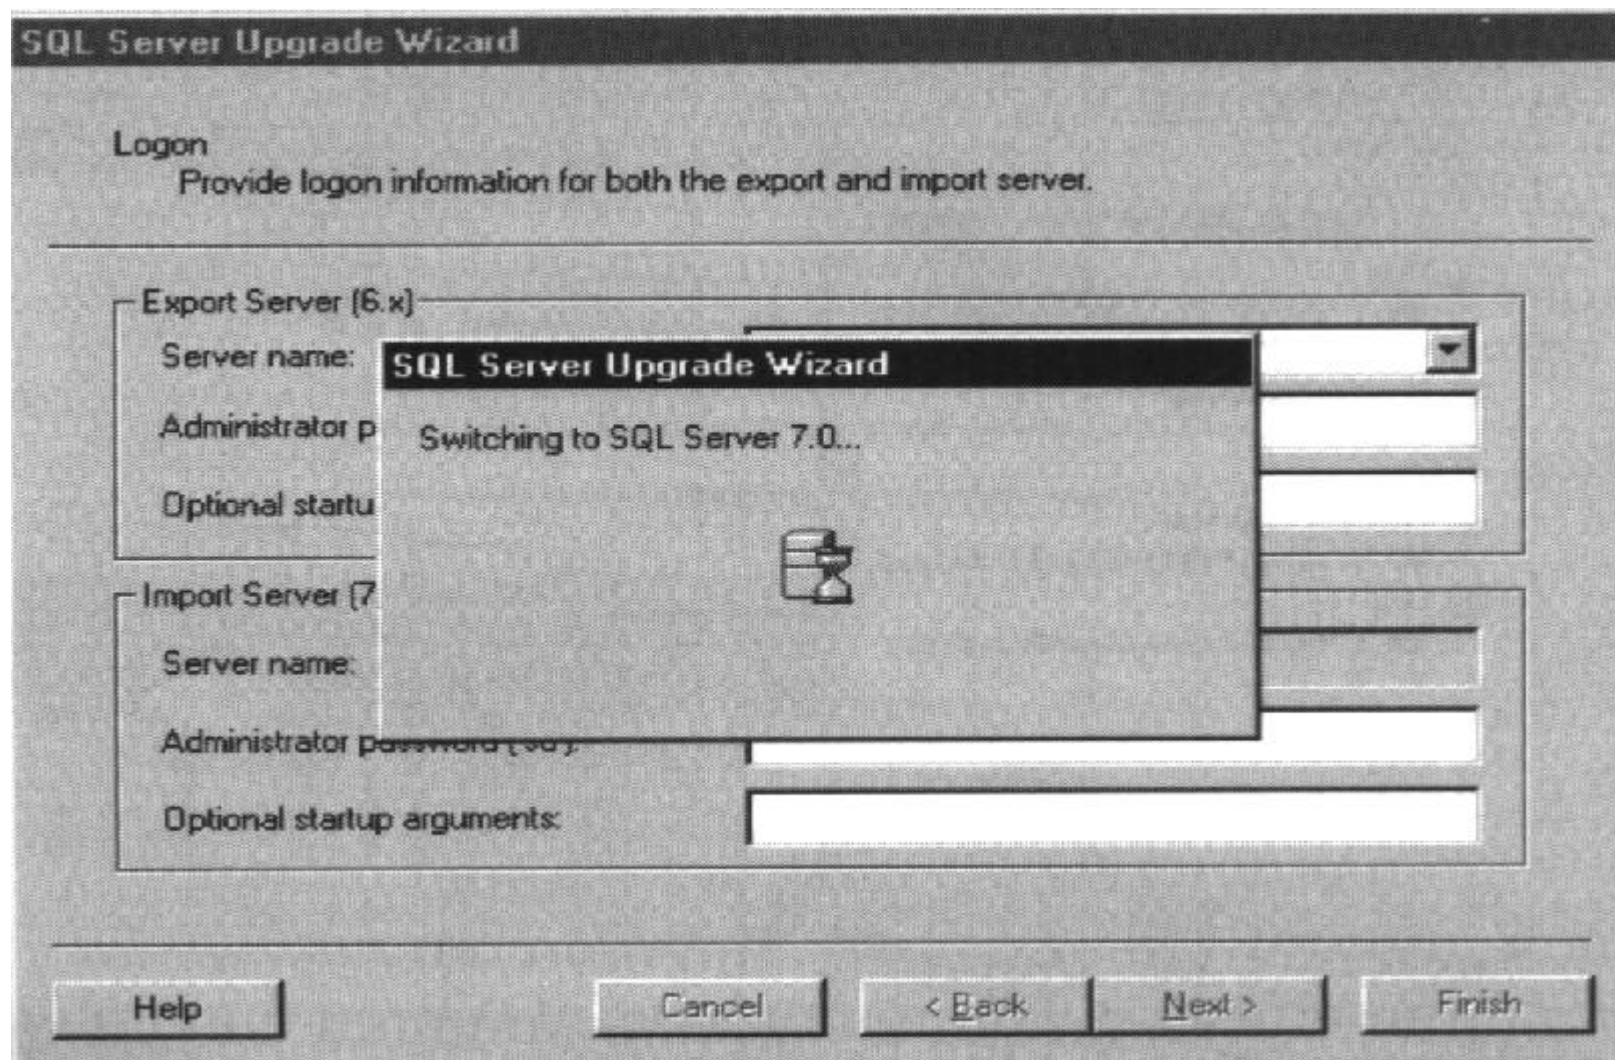 SQL Server Upgrade Wizard
Logon
Provide logon information for both the export and import server.
Export Server (6.x)
Server name:
SQL Server Upgrade Wizard
Administrator p
Switching to SQL Server 7.0...
Optional startu
Import Server (7
Server name:
Administrator
Optional startup arguments:
Help
Cancel
< Back
Next >
Finish